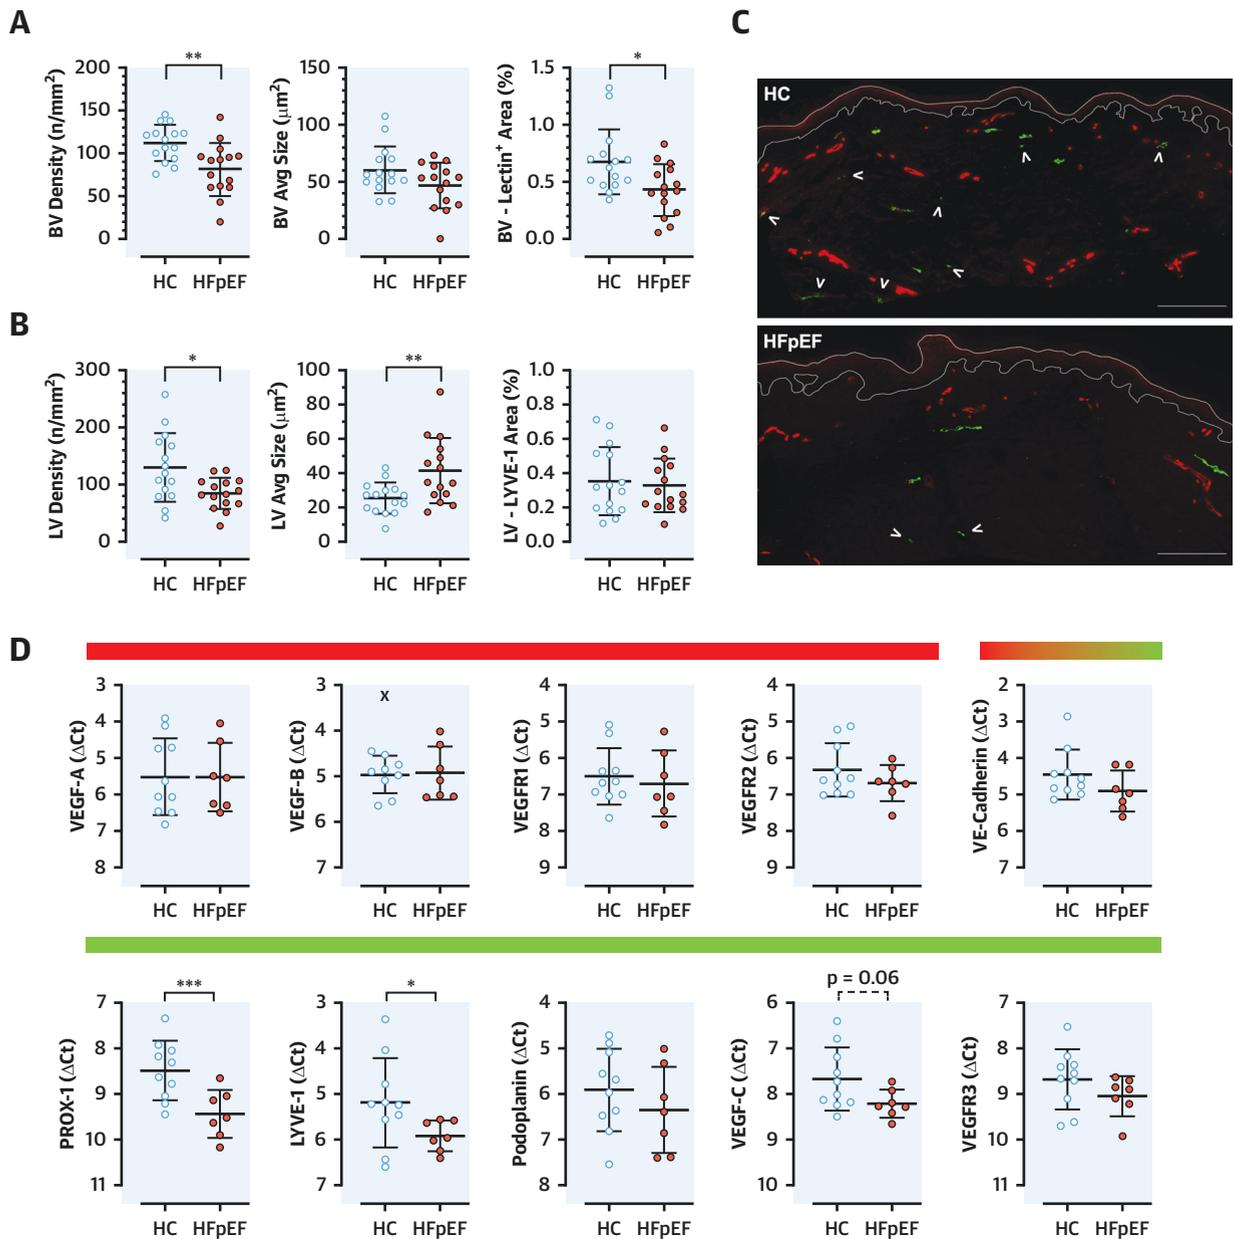 A
BV Density (n/mm²)
200
150
100
50
0
**
HC HFpEF
BV Avg Size (μm²)
150
100
50
0
HC HFpEF
BV - Lectin⁺ Area (%)
1.5
1.0
0.5
0.0
*
HC HFpEF
B
LV Density (n/mm²)
300
200
100
0
*
HC HFpEF
LV Avg Size (μm²)
100
80
60
40
20
0
**
HC HFpEF
LV - LYVE-1 Area (%)
1.0
0.8
0.6
0.4
0.2
0.0
HC HFpEF
C
HC
HFpEF
D
VEGF-A (ΔCt)
3
4
5
6
7
8
HC HFpEF
VEGF-B (ΔCt)
3
4
5
6
7
x
HC HFpEF
VEGFR1 (ΔCt)
4
5
6
7
8
9
HC HFpEF
VEGFR2 (ΔCt)
4
5
6
7
8
9
HC HFpEF
VE-Cadherin (ΔCt)
2
3
4
5
6
7
HC HFpEF
PROX-1 (ΔCt)
7
8
9
10
11
***
HC HFpEF
LYVE-1 (ΔCt)
3
4
5
6
7
*
HC HFpEF
Podoplanin (ΔCt)
4
5
6
7
8
HC HFpEF
VEGF-C (ΔCt)
6
7
8
9
10
p = 0.06
HC HFpEF
VEGFR3 (ΔCt)
7
8
9
10
11
HC HFpEF